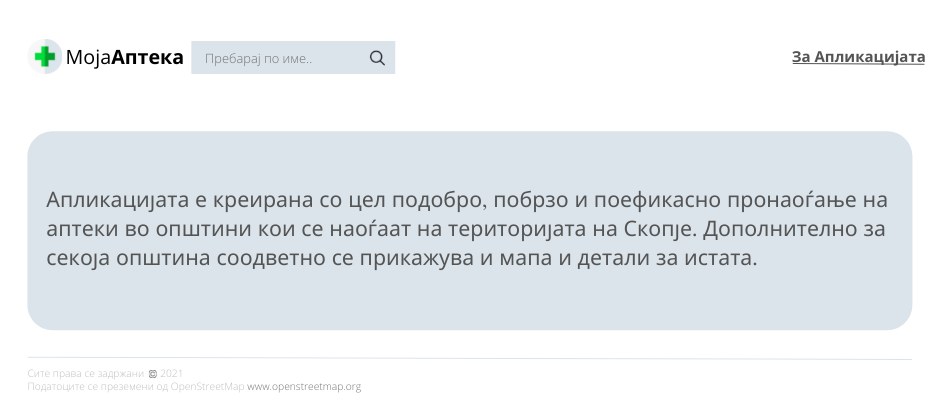 МојаАптека
Пребарај по име..
За Апликацијата
Апликацијата е креирана со цел подобро, побрзо и поефикасно пронаоѓање на
аптеки во општини кои се наоѓаат на територијата на Скопје. Дополнително за
секоја општина соодветно се прикажува и мапа и детали за истата.
Сите права се задржани © 2021
Податоците се преземени од OpenStreetMap www.openstreetmap.org